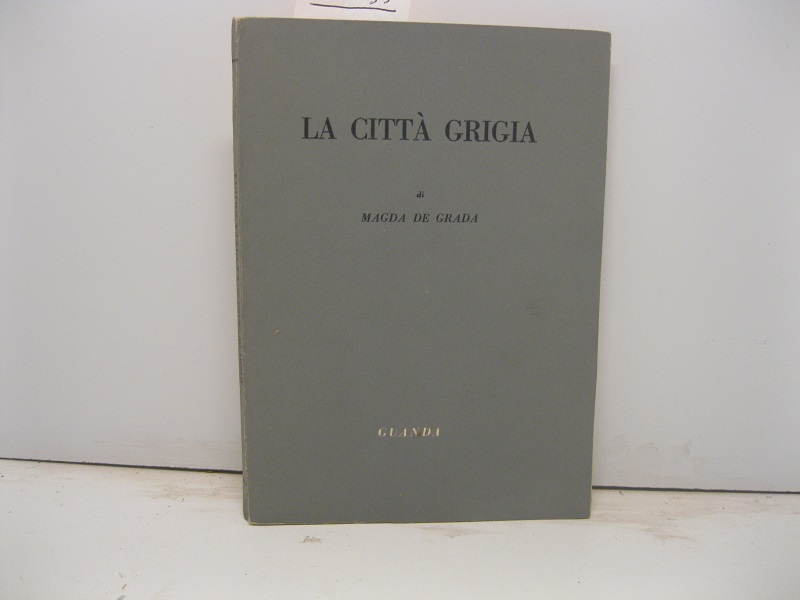 LA CITTÀ GRIGIA
di
MAGDA DE GRADA
GUANDA